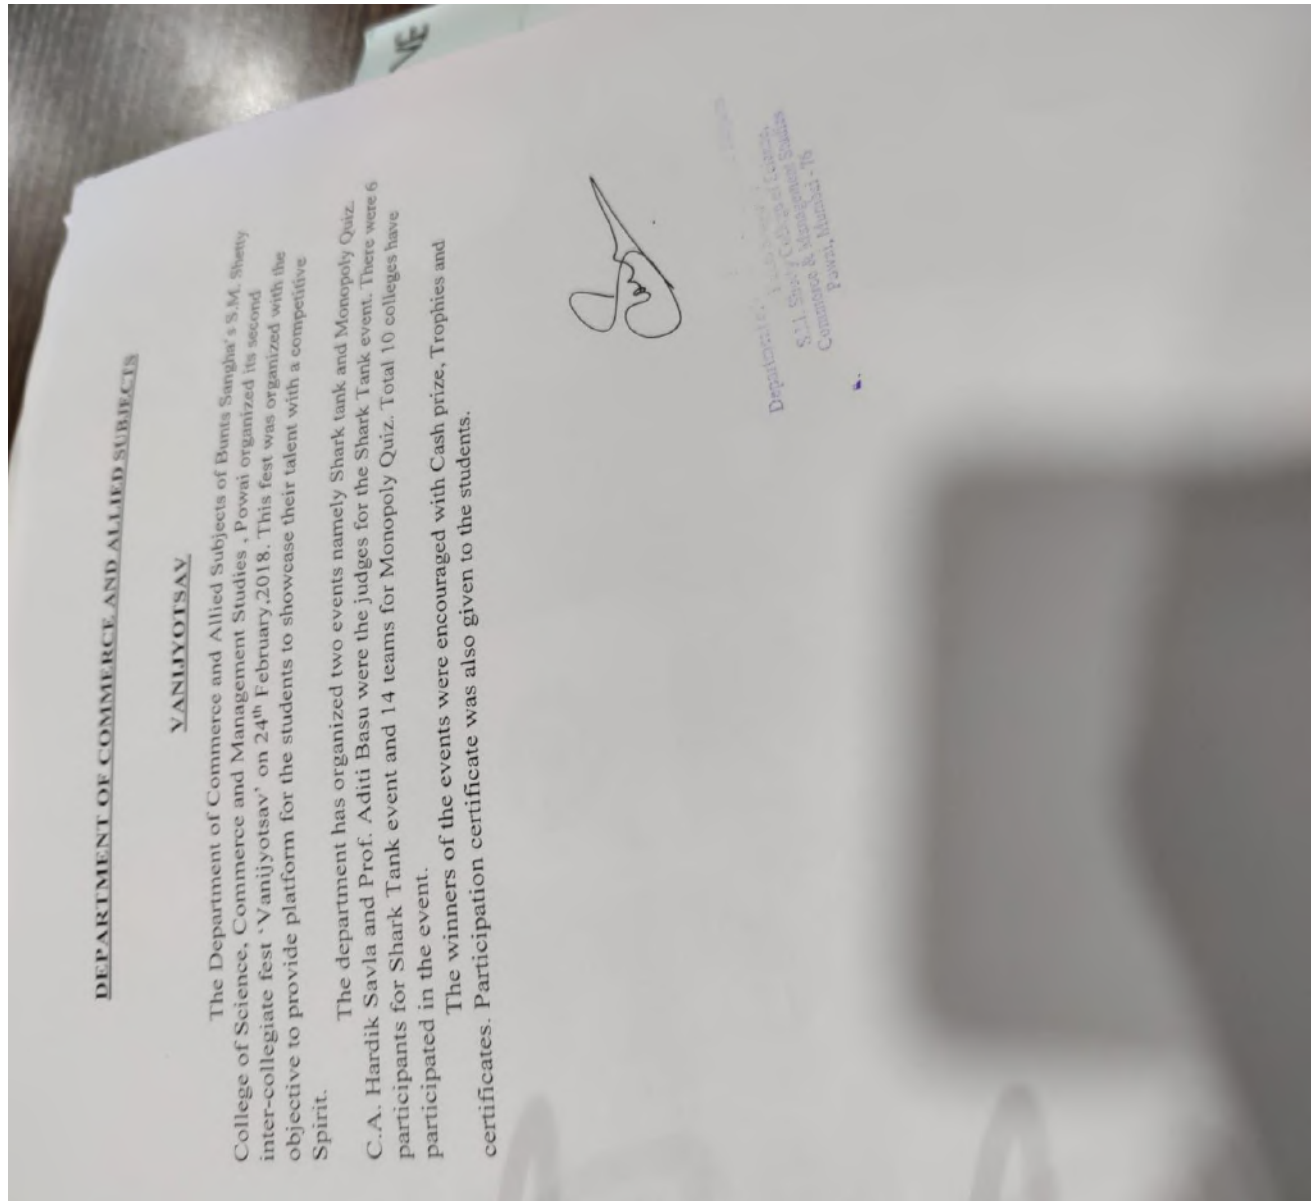 VE
DEPARTMENT OF COMMERCE AND ALLIED SUBJECTS
VANIJYOTSAV
The Department of Commerce and Allied Subjects of Bunts Sangha's S.M. Shetty
College of Science, Commerce and Management Studies , Powai organized its second
inter-collegiate fest 'Vanijyotsav' on 24th February,2018. This fest was organized with the
objective to provide platform for the students to showcase their talent with a competitive
Spirit.
The department has organized two events namely Shark tank and Monopoly Quiz.
C.A. Hardik Savla and Prof. Aditi Basu were the judges for the Shark Tank event. There were 6
participants for Shark Tank event and 14 teams for Monopoly Quiz. Total 10 colleges have
participated in the event.
The winners of the events were encouraged with Cash prize, Trophies and
certificates. Participation certificate was also given to the students.
Department
S.M. Shetty College of Science,
Commerce & Management Studies
Powai, Mumbai - 76